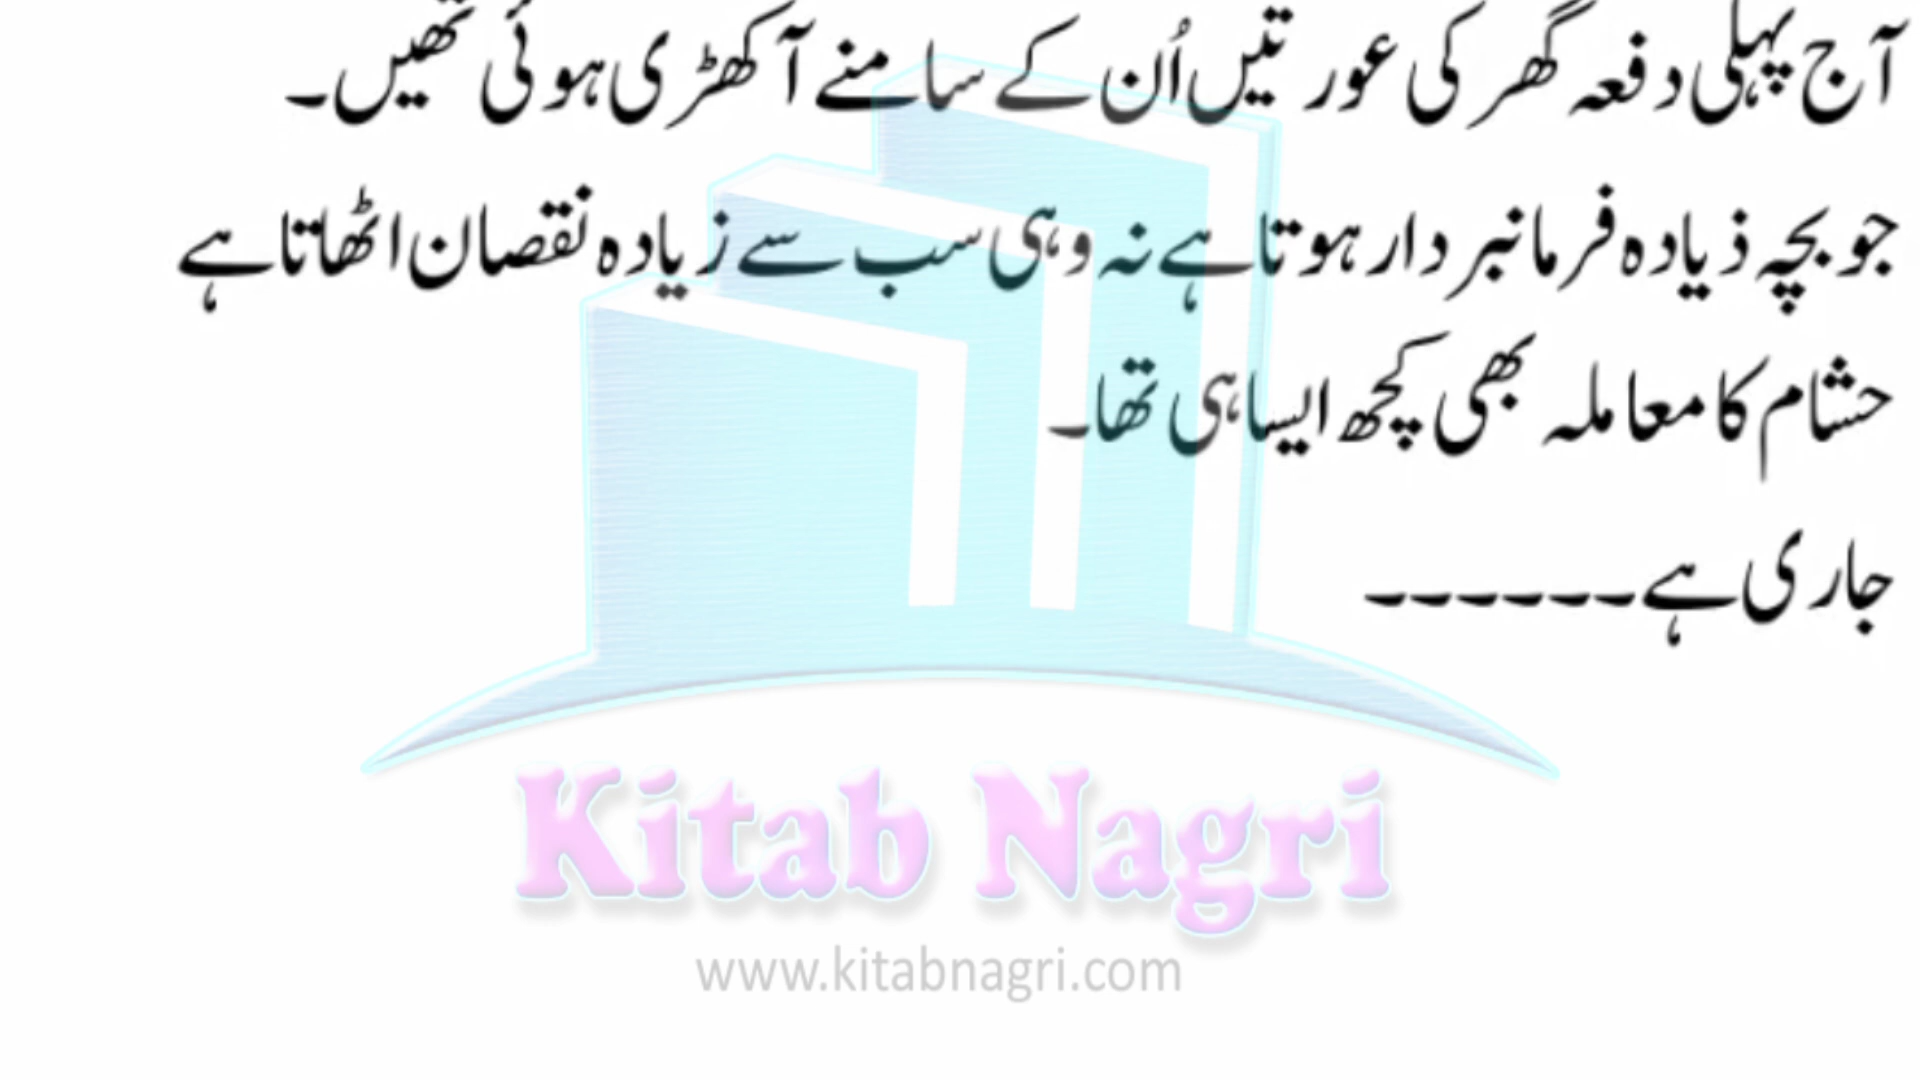 آج پہلی دفعہ گھر کی عورتیں اُن کے سامنے آ کھڑی ہوئی تھیں۔
جو بچہ ذیادہ فرمانبردار ہوتا ہے نہ وہی سب سے زیادہ نقصان اٹھاتا ہے
حشام کا معاملہ بھی کچھ ایسا ہی تھا۔
جاری ہے۔۔۔۔۔۔
Kitab Nagri
www.kitabnagri.com